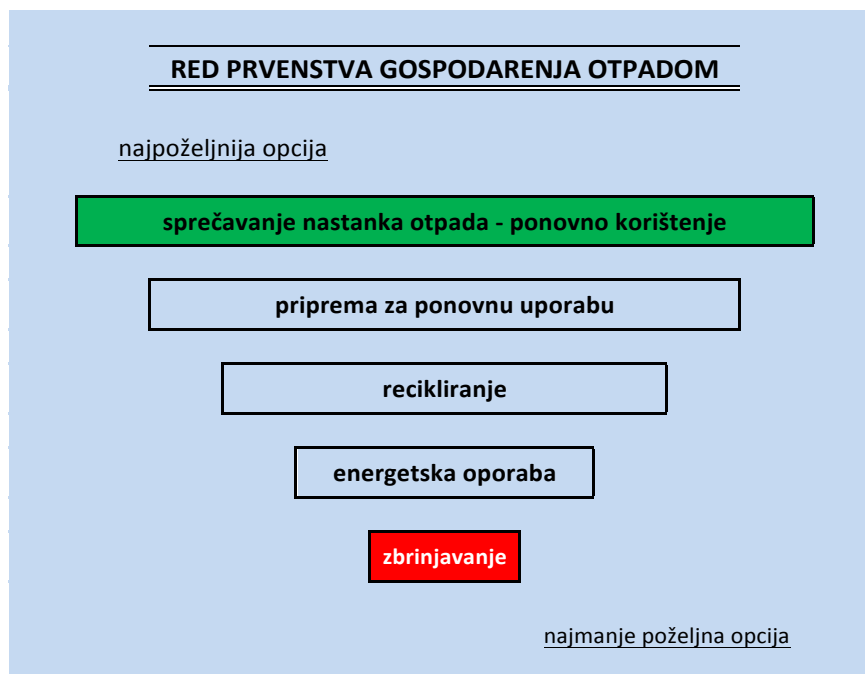 RED PRVENSTVA GOSPODARENJA OTPADOM
najpoželjnija opcija
sprečavanje nastanka otpada - ponovno korištenje
priprema za ponovnu uporabu
recikliranje
energetska oporaba
zbrinjavanje
najmanje poželjna opcija